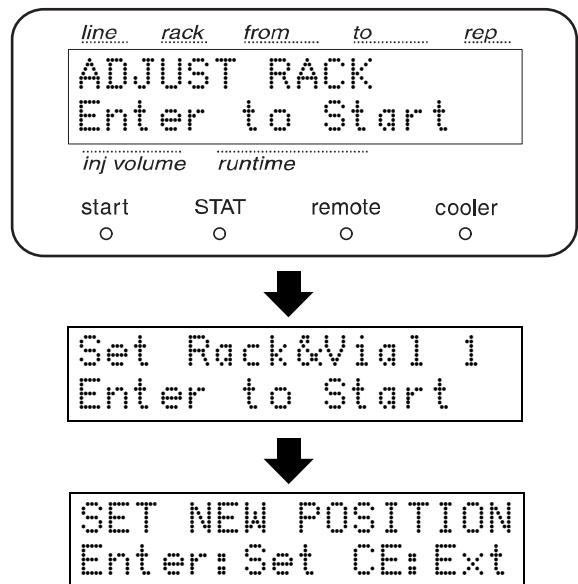 line rack from to rep
ADJUST RACK
Enter to Start
inj volume runtime
start STAT remote cooler
Set Rack&Vial 1
Enter to Start
SET NEW POSITION
Enter:Set CE:Ext